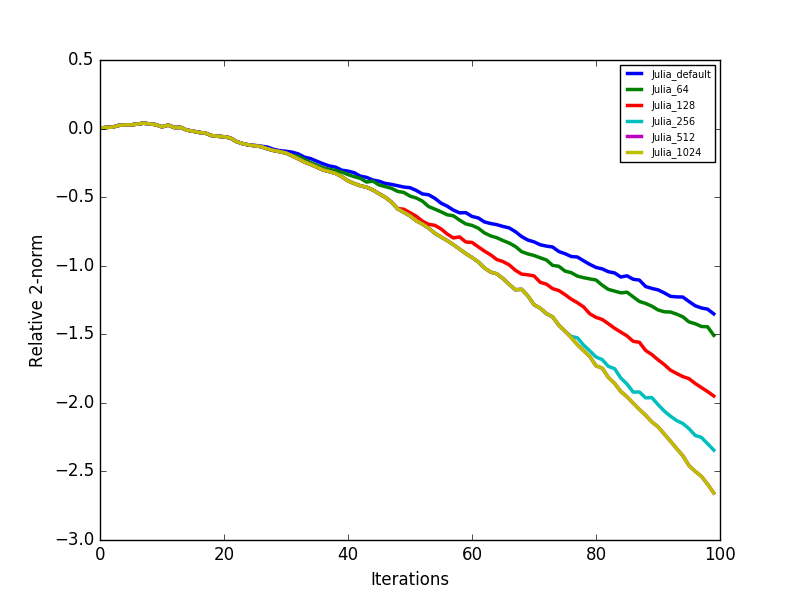 0.5
0.0
−0.5
−1.0
−1.5
−2.0
−2.5
−3.0
Relative 2-norm
0 20 40 60 80 100
Iterations
Julia_default
Julia_64
Julia_128
Julia_256
Julia_512
Julia_1024